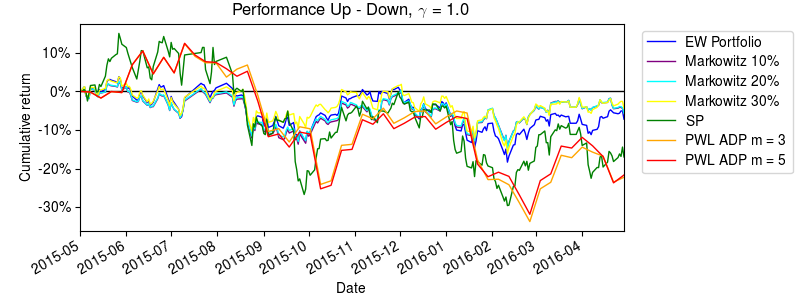 Performance Up - Down, γ = 1.0
Cumulative return
10%
0%
-10%
-20%
-30%
2015-05
2015-06
2015-07
2015-08
2015-09
2015-10
2015-11
2015-12
2016-01
2016-02
2016-03
2016-04
Date
EW Portfolio
Markowitz 10%
Markowitz 20%
Markowitz 30%
SP
PWL ADP m = 3
PWL ADP m = 5